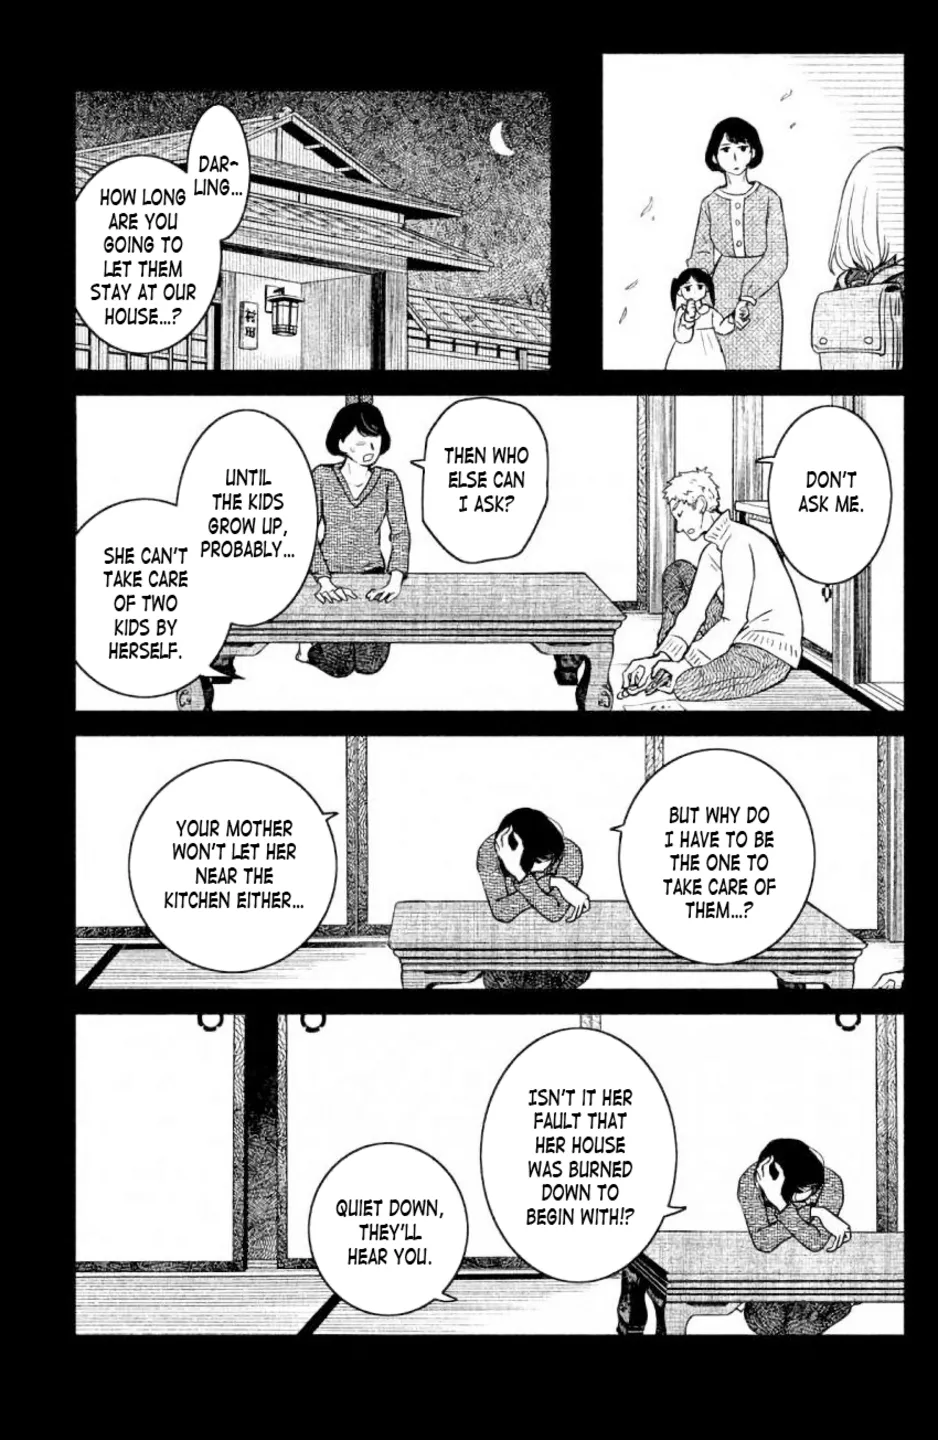 DAR~
LING...
HOW LONG
ARE YOU
GOING TO
LET THEM
STAY AT OUR
HOUSE...?
DON'T
ASK ME.
THEN WHO
ELSE CAN
I ASK?
UNTIL
THE KIDS
GROW UP,
PROBABLY...
SHE CAN'T
TAKE CARE
OF TWO
KIDS BY
HERSELF.
BUT WHY DO
I HAVE TO BE
THE ONE TO
TAKE CARE OF
THEM...?
YOUR MOTHER
WON'T LET HER
NEAR THE
KITCHEN EITHER...
ISN'T IT HER
FAULT THAT
HER HOUSE
WAS BURNED
DOWN TO
BEGIN WITH!?
QUIET DOWN,
THEY'LL
HEAR YOU.